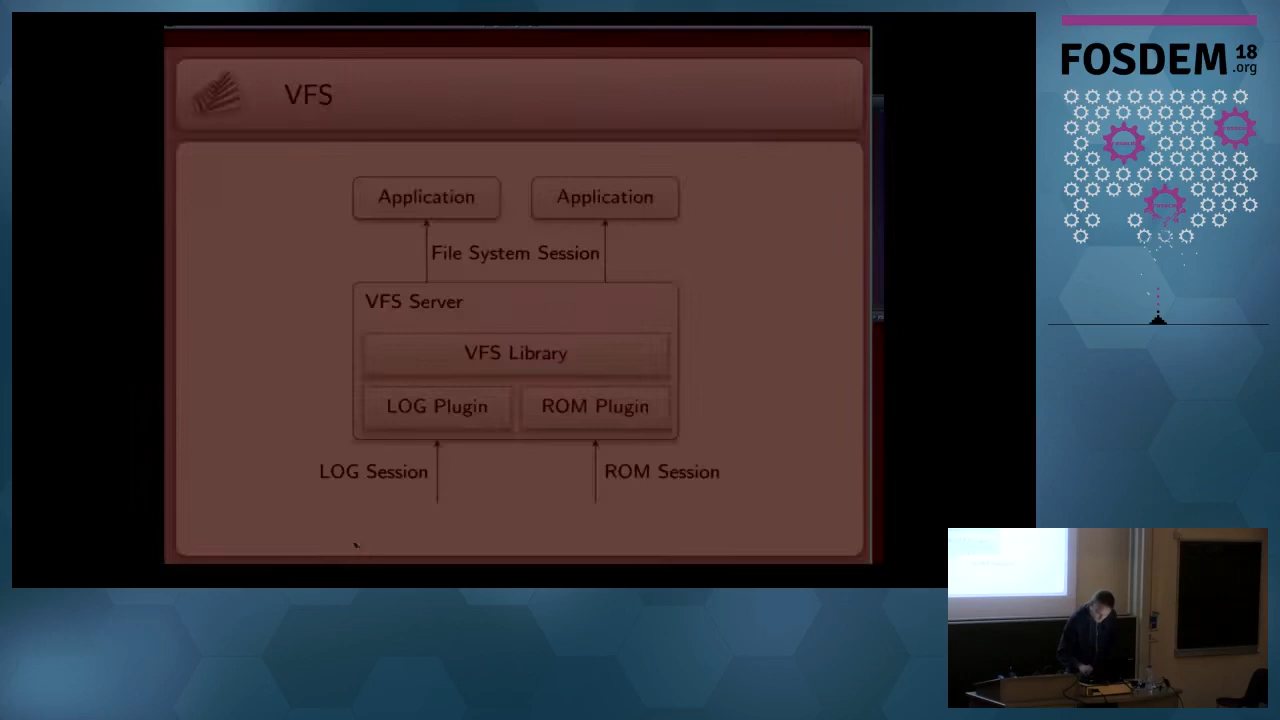 VFS
Application
Application
File System Session
VFS Server
VFS Library
LOG Plugin
ROM Plugin
LOG Session
ROM Session
FOSDEM 18
.org